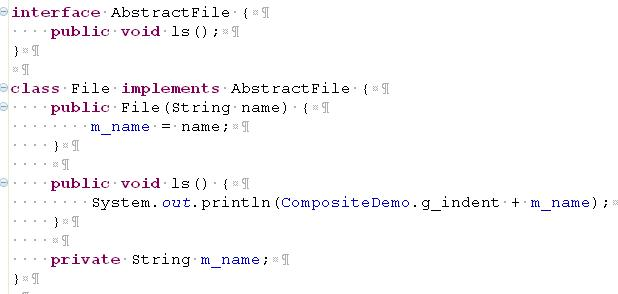 interface AbstractFile {
    public void ls();
}

class File implements AbstractFile {
    public File(String name) {
        m_name = name;
    }
    
    public void ls() {
        System.out.println(CompositeDemo.g_indent + m_name);
    }
    
    private String m_name;
}